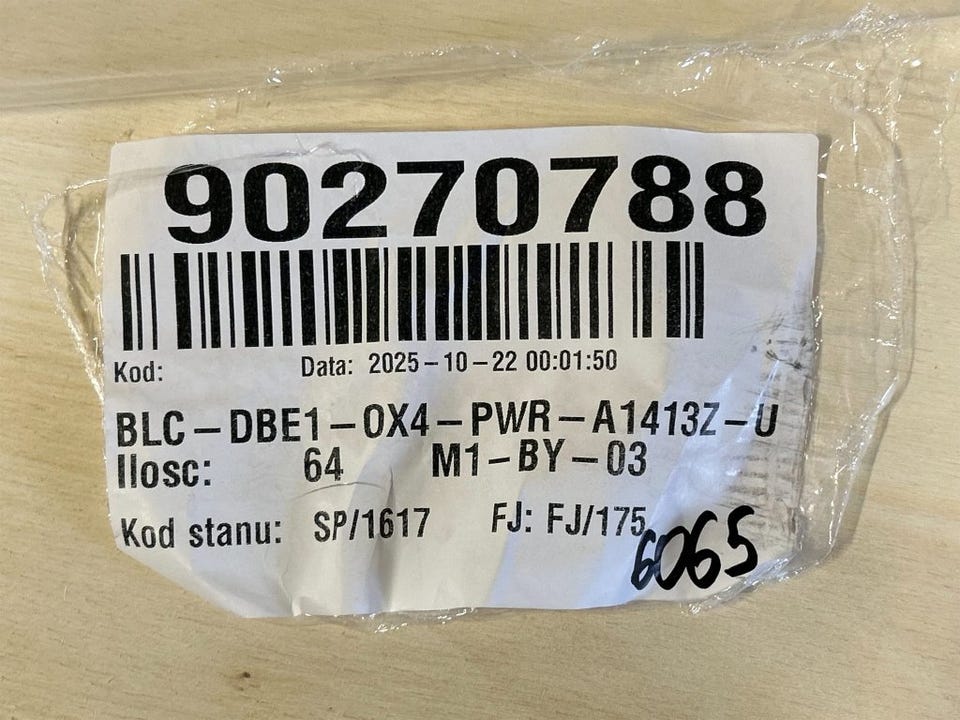 90270788
Kod: Data: 2025-10-22 00:01:50
BLC-DBE1-0X4-PWR-A1413Z-U
Ilosc: 64 M1-BY-03
Kod stanu: SP/1617 FJ: FJ/175
6065